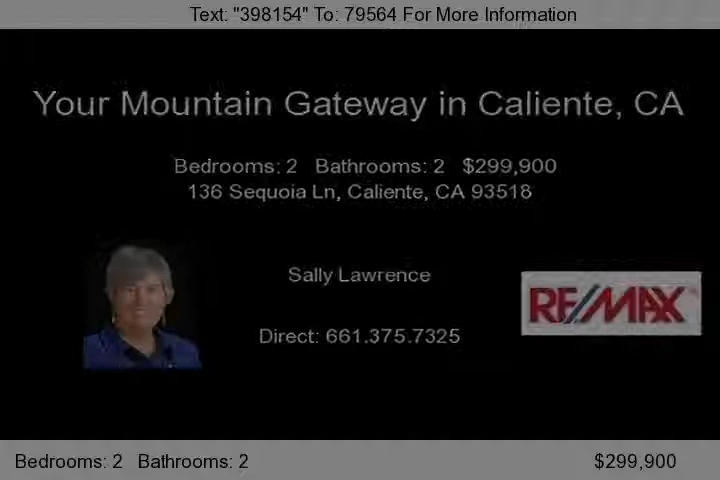 Text: "398154" To: 79564 For More Information
Your Mountain Gateway in Caliente, CA
Bedrooms: 2 Bathrooms: 2 $299,900
136 Sequoia Ln, Caliente, CA 93518
Sally Lawrence
RE/MAX
Direct: 661.375.7325
Bedrooms: 2 Bathrooms: 2 $299,900